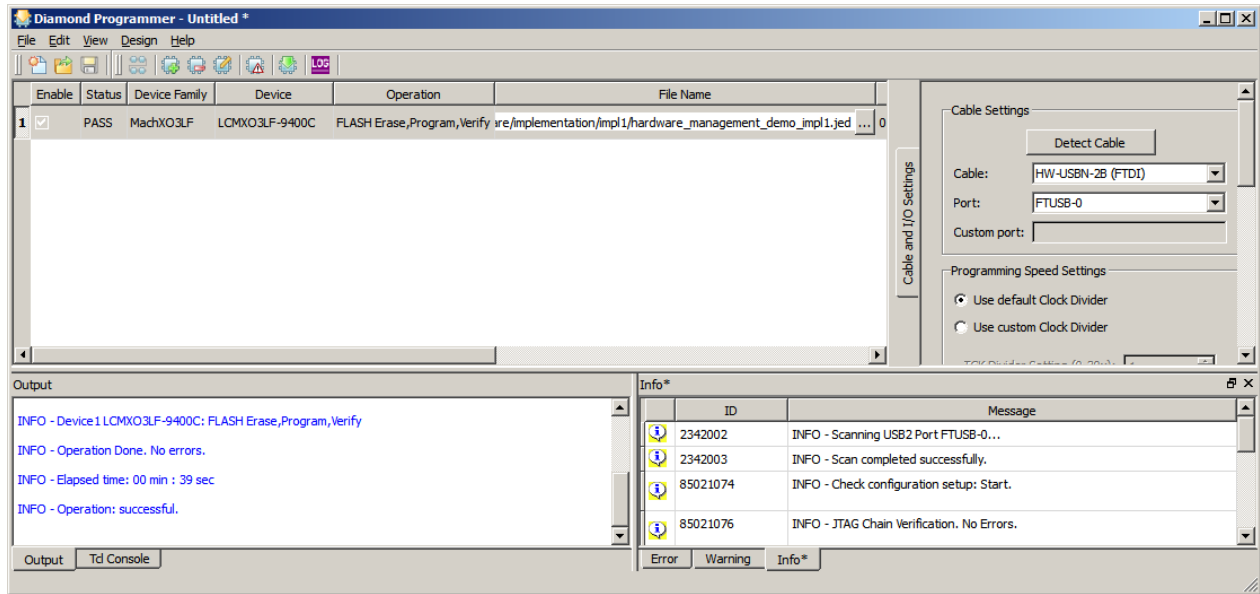 Diamond Programmer - Untitled *
File Edit View Design Help
LOG
Enable Status Device Family Device Operation File Name
1 PASS MachXO3LF LCMXO3LF-9400C FLASH Erase,Program,Verify are/implementation/impl1/hardware_management_demo_impl1.jed ... 0
Cable and I/O Settings
Cable Settings
Detect Cable
Cable: HW-USBN-2B (FTDI)
Port: FTUSB-0
Custom port:
Programming Speed Settings
Use default Clock Divider
Use custom Clock Divider
TCK Divider Setting (0-30x):
Output
INFO - Device1 LCMXO3LF-9400C: FLASH Erase,Program,Verify
INFO - Operation Done. No errors.
INFO - Elapsed time: 00 min : 39 sec
INFO - Operation: successful.
Output Tcl Console
Info*
ID Message
2342002 INFO - Scanning USB2 Port FTUSB-0...
2342003 INFO - Scan completed successfully.
85021074 INFO - Check configuration setup: Start.
85021076 INFO - JTAG Chain Verification. No Errors.
Error Warning Info*